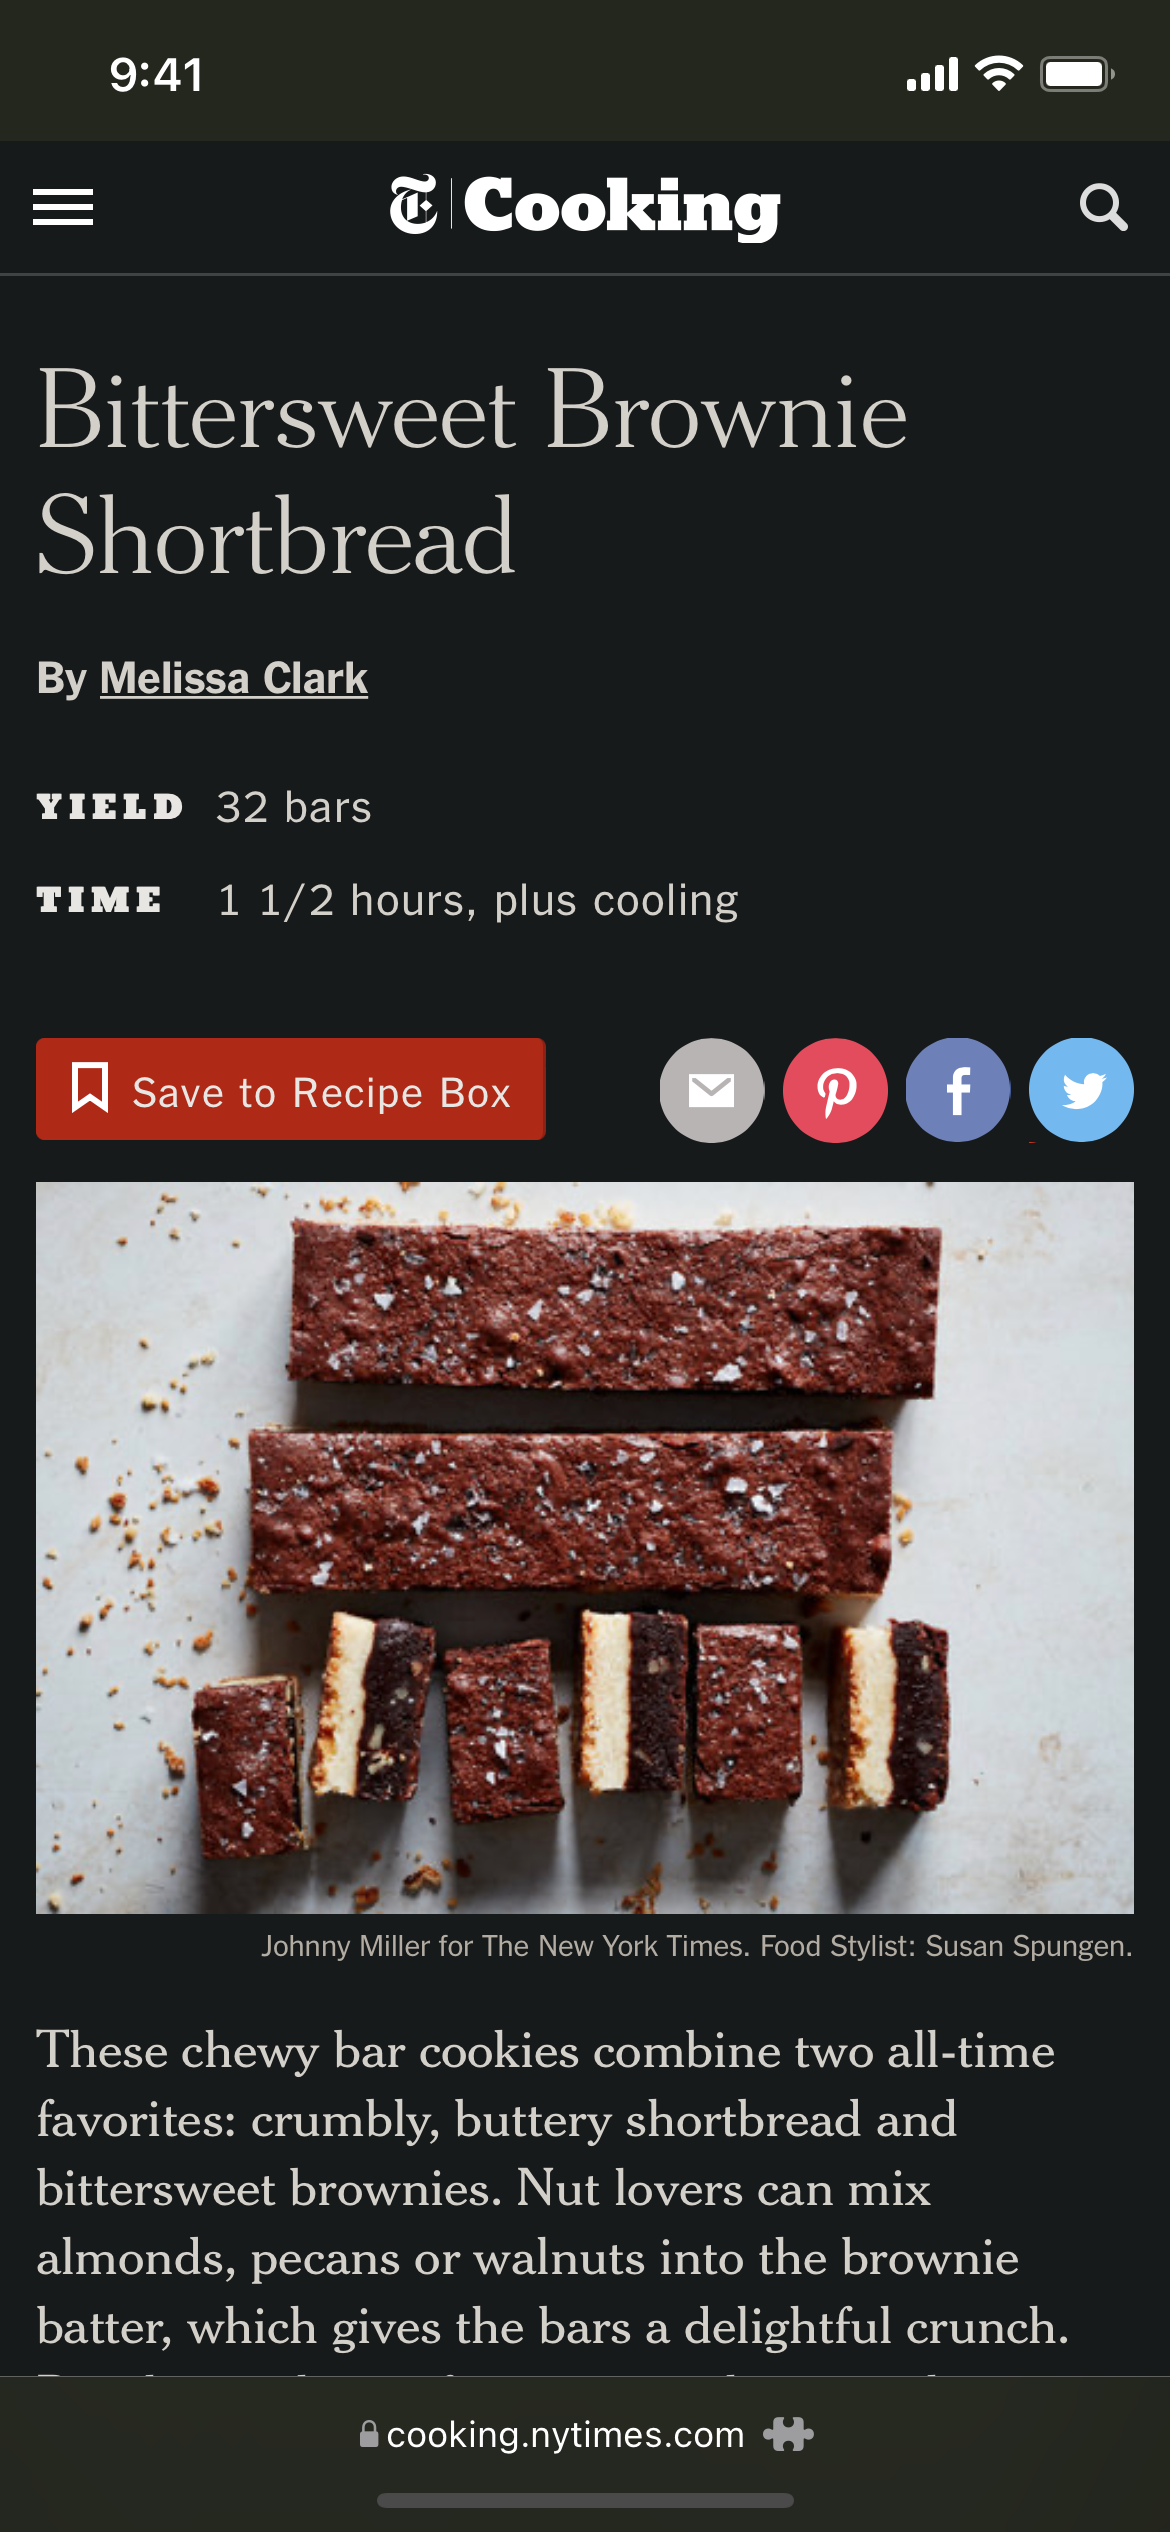 9:41
T Cooking
Bittersweet Brownie
Shortbread
By Melissa Clark
YIELD 32 bars
TIME 1 1/2 hours, plus cooling
Save to Recipe Box
Johnny Miller for The New York Times. Food Stylist: Susan Spungen.
These chewy bar cookies combine two all-time
favorites: crumbly, buttery shortbread and
bittersweet brownies. Nut lovers can mix
almonds, pecans or walnuts into the brownie
batter, which gives the bars a delightful crunch.
cooking.nytimes.com